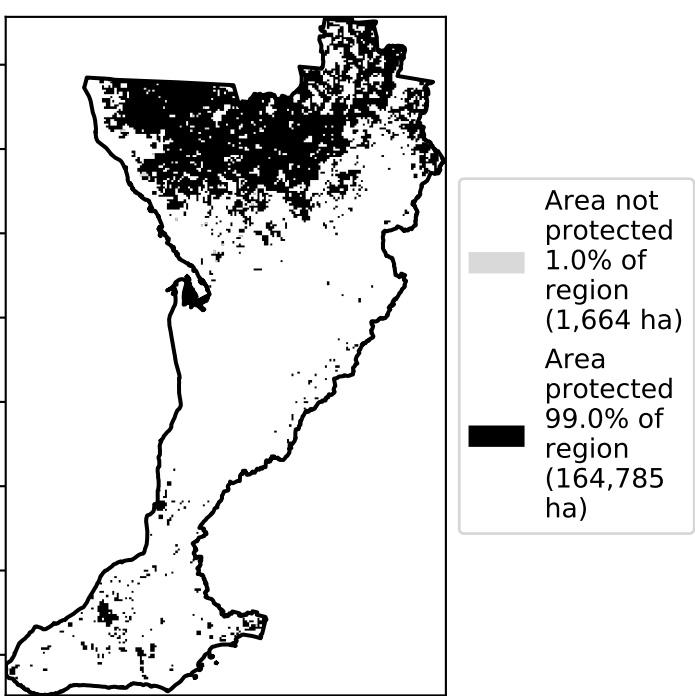 Area not
protected
1.0% of
region
(1,664 ha)
Area
protected
99.0% of
region
(164,785
ha)